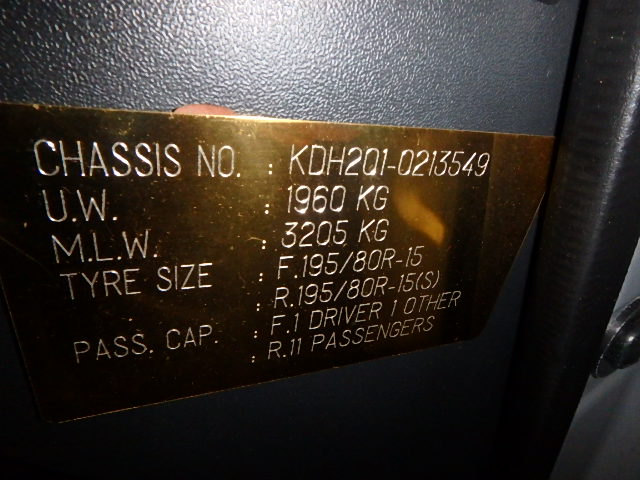 CHASSIS NO. : KDH201-0213549
U.W. : 1960 KG
M.L.W. : 3205 KG
TYRE SIZE : F.195/80R-15
: R.195/80R-15(S)
PASS. CAP. : F.1 DRIVER 1 OTHER
: R.11 PASSENGERS